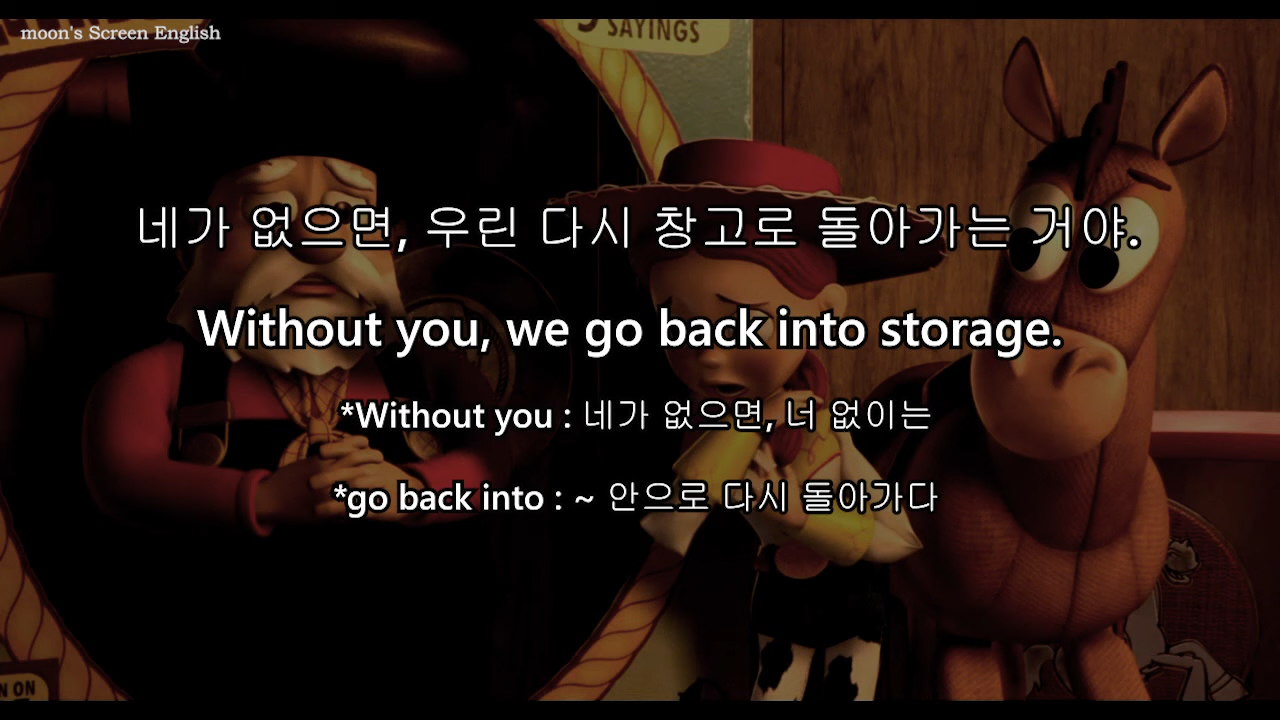 moon's Screen English
SAYINGS
네가 없으면, 우린 다시 창고로 돌아가는 거야.
Without you, we go back into storage.
*Without you : 네가 없으면, 너 없이는
*go back into : ~ 안으로 다시 돌아가다
N ON